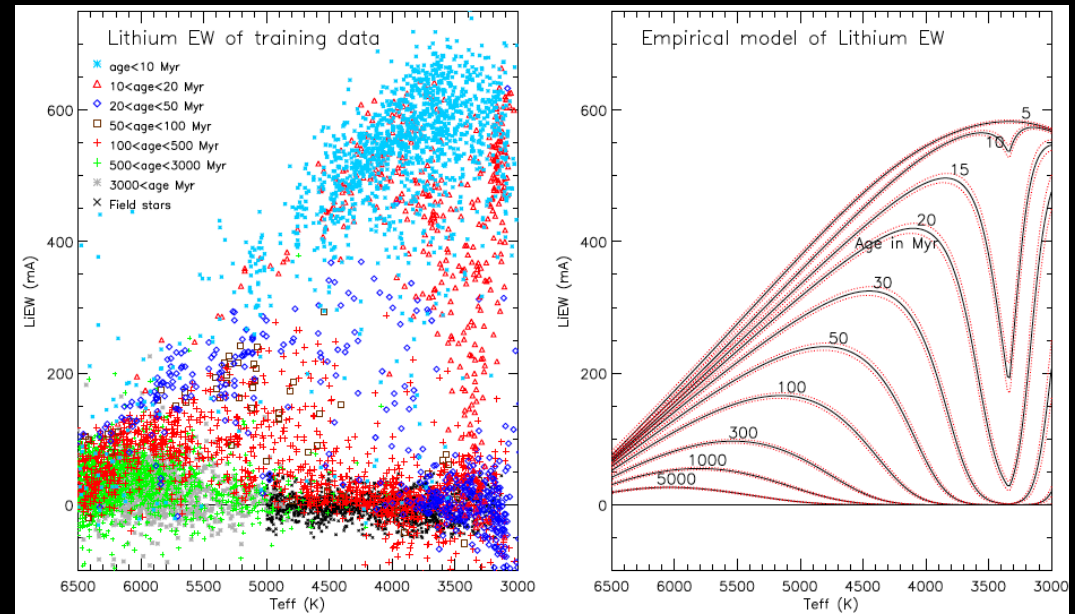 Lithium EW of training data
age<10 Myr
10<age<20 Myr
20<age<50 Myr
50<age<100 Myr
100<age<500 Myr
500<age<3000 Myr
3000<age Myr
Field stars
LiEW (mA)
600
400
200
0
6500 6000 5500 5000 4500 4000 3500 3000
Teff (K)
Empirical model of Lithium EW
5
10
15
20
Age in Myr
30
50
100
300
1000
5000
LiEW (mA)
600
400
200
0
6500 6000 5500 5000 4500 4000 3500 3000
Teff (K)